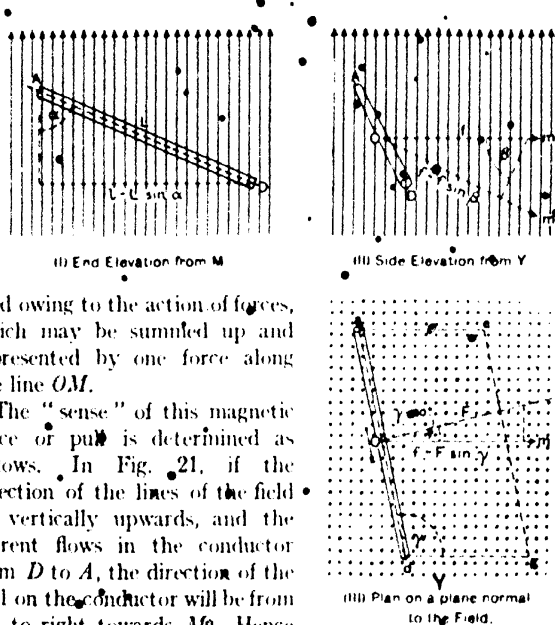 A
α
L
L-L sin α
D
(I) End Elevation from M
A
f
m
β
O
f-f sin β
D
m
(II) Side Elevation from Y
d owing to the action of forces,
ich may be summed up and
presented by one force along
e line OM.
The "sense" of this magnetic
ce or pull is determined as
lows. In Fig. 21, if the
ection of the lines of the field
vertically upwards, and the
rent flows in the conductor
m D to A, the direction of the
l on the conductor will be from
to right towards M. Hence
γ
F
f-F sin γ
m
γ
Y
(III) Plan on a plane normal
to the Field.